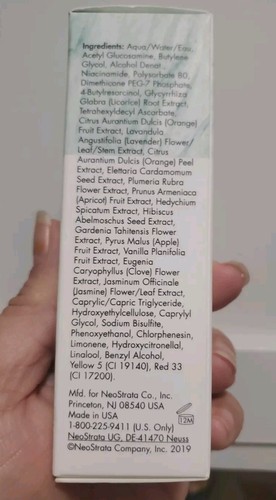 Ingredients: Aqua/Water/Eau,
Acetyl Glucosamine, Butylene
Glycol, Alcohol Denat.,
Niacinamide, Polysorbate 80,
Dimethicone PEG-7 Phosphate,
4-Butylresorcinol, Glycyrrhiza
Glabra (Licorice) Root Extract,
Tetrahexyldecyl Ascorbate,
Citrus Aurantium Dulcis (Orange)
Fruit Extract, Lavandula
Angustifolia (Lavender) Flower/
Leaf/Stem Extract, Citrus
Aurantium Dulcis (Orange) Peel
Extract, Elettaria Cardamomum
Seed Extract, Plumeria Rubra
Flower Extract, Prunus Armeniaca
(Apricot) Fruit Extract, Hedychium
Spicatum Extract, Hibiscus
Abelmoschus Seed Extract,
Gardenia Tahitensis Flower
Extract, Pyrus Malus (Apple)
Fruit Extract, Vanilla Planifolia
Fruit Extract, Eugenia
Caryophyllus (Clove) Flower
Extract, Jasminum Officinale
(Jasmine) Flower/Leaf Extract,
Caprylic/Capric Triglyceride,
Hydroxyethylcellulose, Caprylyl
Glycol, Sodium Bisulfite,
Phenoxyethanol, Chlorphenesin,
Limonene, Hydroxycitronellal,
Linalool, Benzyl Alcohol,
Yellow 5 (CI 19140), Red 33
(CI 17200).
Mfd. for NeoStrata Co., Inc.
Princeton, NJ 08540 USA
Made in USA
1-800-225-9411 (U.S. Only)
NeoStrata UG, DE-41470 Neuss
©NeoStrata Company, Inc. 2019
12M